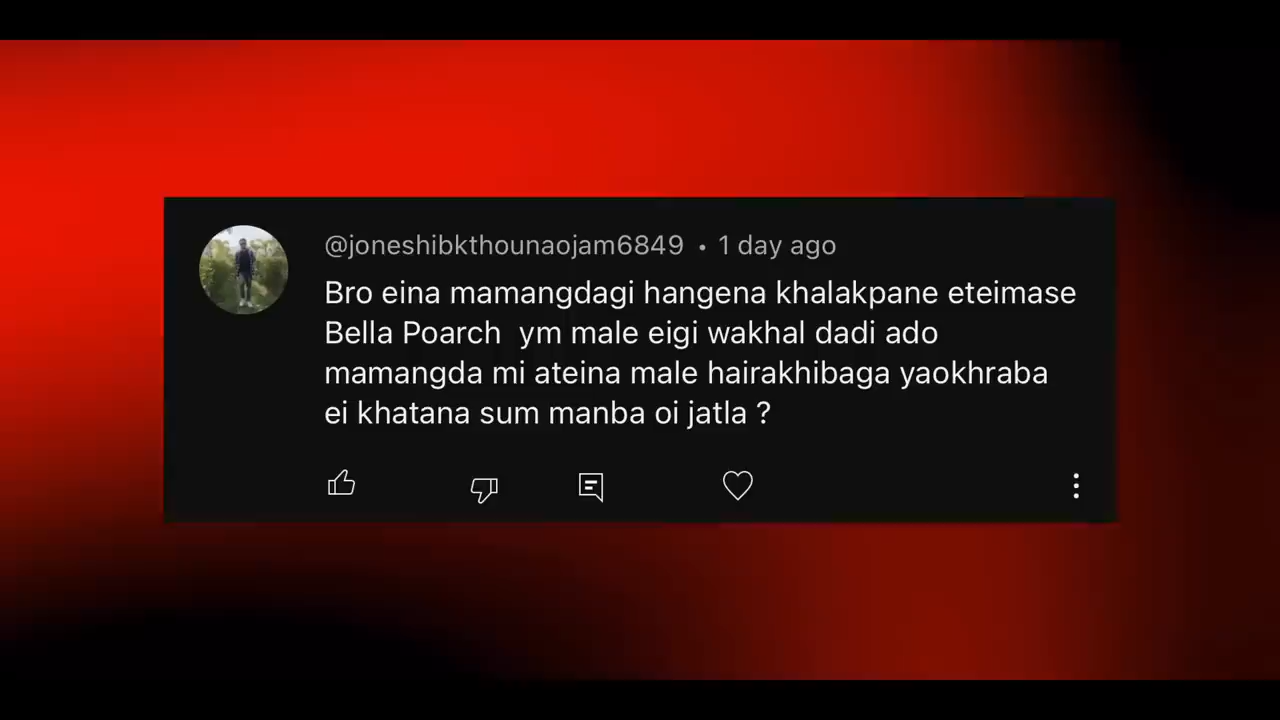 @joneshibkthounaojam6849 • 1 day ago
Bro eina mamangdagi hangena khalakpane eteimase
Bella Poarch  ym male eigi wakhal dadi ado
mamangda mi ateina male hairakhibaga yaokhraba
ei khatana sum manba oi jatla ?